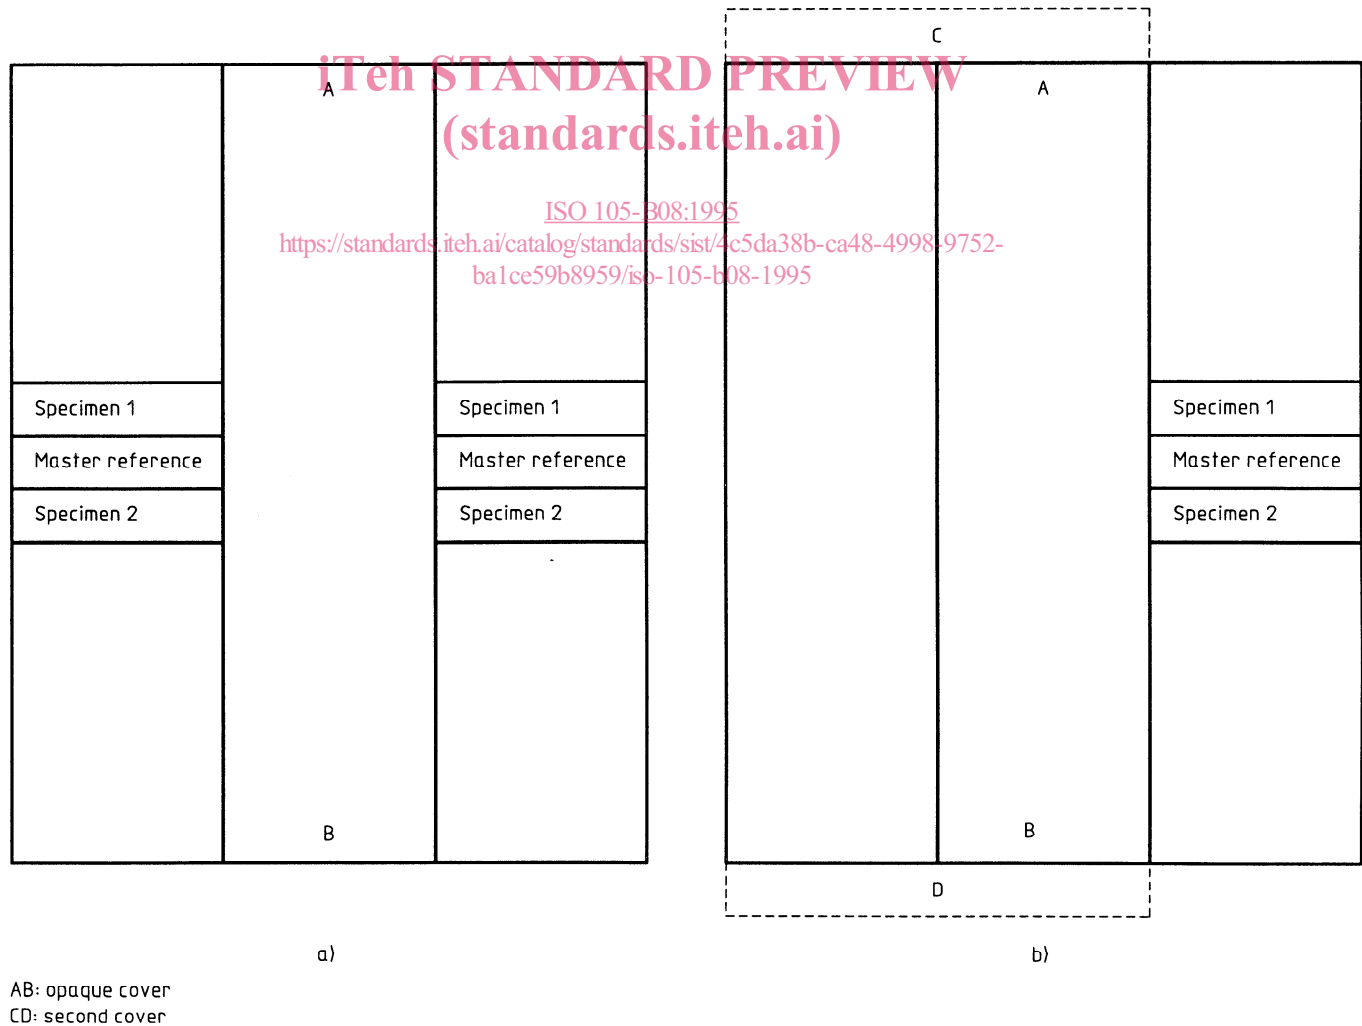 C
A
A
iTeh STANDARD PREVIEW
(standards.iteh.ai)
ISO 105-B08:1995
https://standards.iteh.ai/catalog/standards/sist/4c5da38b-ca48-4998-9752-
ba1ce59b8959/iso-105-b08-1995
Specimen 1
Master reference
Specimen 2
Specimen 1
Master reference
Specimen 2
Specimen 1
Master reference
Specimen 2
B
B
D
a)
b)
AB: opaque cover
CD: second cover